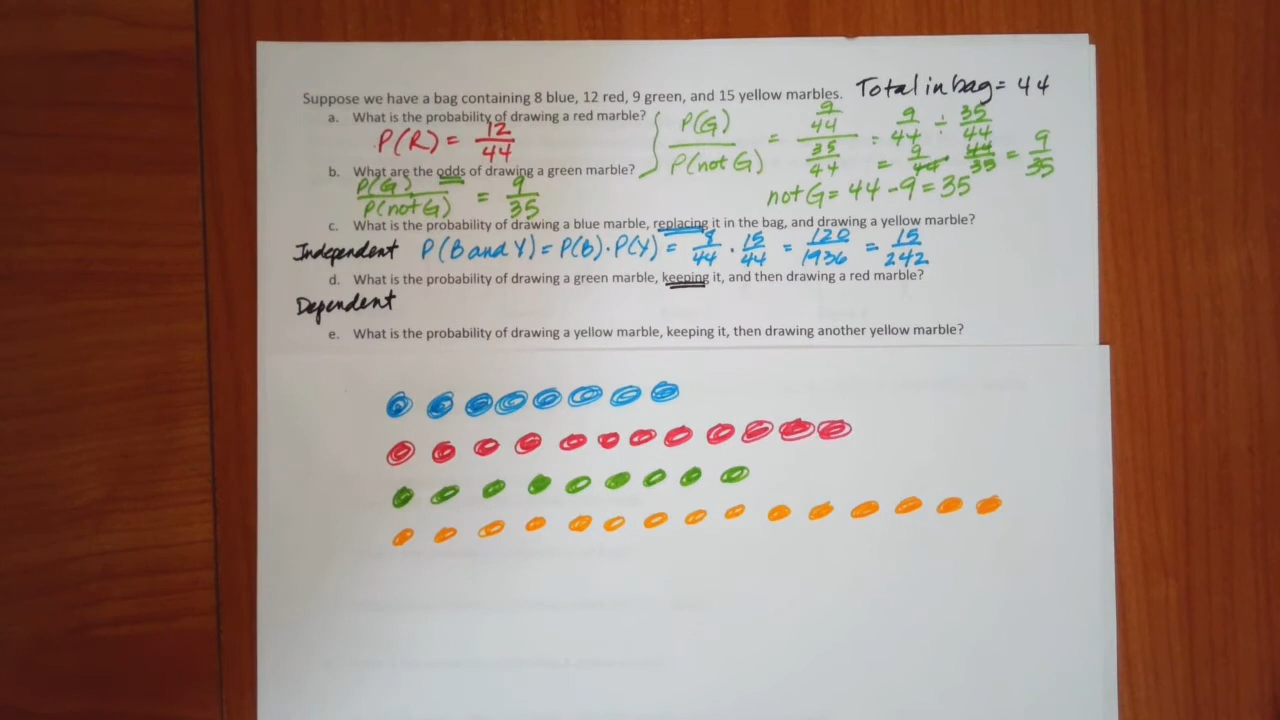 Suppose we have a bag containing 8 blue, 12 red, 9 green, and 15 yellow marbles. Total in bag = 44
a. What is the probability of drawing a red marble?
P(R) = 12/44
P(G)/P(not G) = (9/44)/(35/44) = 9/44 ÷ 35/44
= 9/44 · 44/35 = 9/35
b. What are the odds of drawing a green marble?
not G = 44 - 9 = 35
P(G)/P(not G) = 9/35
c. What is the probability of drawing a blue marble, replacing it in the bag, and drawing a yellow marble?
Independent P(B and Y) = P(B) · P(Y) = 8/44 · 15/44 = 120/1936 = 15/242
d. What is the probability of drawing a green marble, keeping it, and then drawing a red marble?
Dependent
e. What is the probability of drawing a yellow marble, keeping it, then drawing another yellow marble?